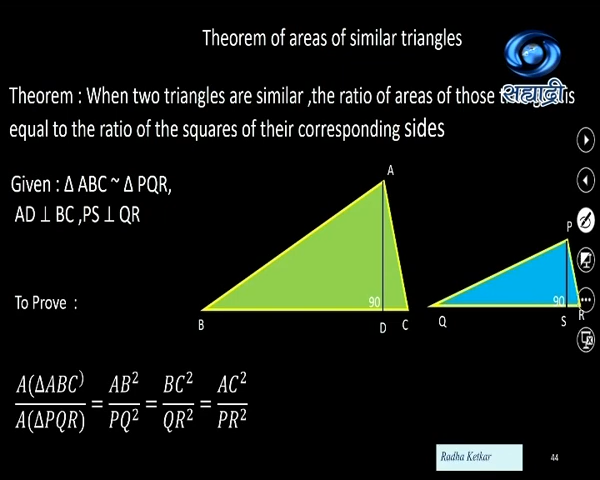 Theorem of areas of similar triangles
सह्याद्री
Theorem : When two triangles are similar ,the ratio of areas of those is
equal to the ratio of the squares of their corresponding sides
Given : Δ ABC ~ Δ PQR,
AD ⊥ BC ,PS ⊥ QR
A
P
To Prove :
90
90
B
D
C
Q
S
R
A(ΔABC) / A(ΔPQR) = AB² / PQ² = BC² / QR² = AC² / PR²
Radha Ketkar
44